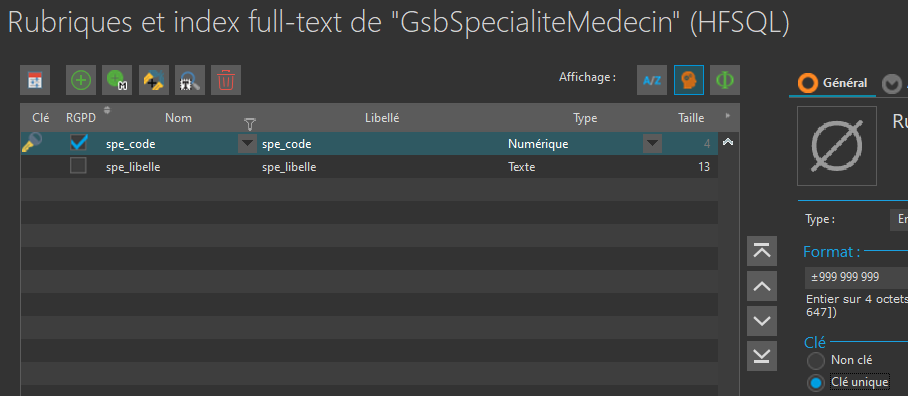 Rubriques et index full-text de "GsbSpecialiteMedecin" (HFSQL)
Affichage :
A/Z
Général
Clé RGPD Nom Libellé Type Taille
spe_code spe_code Numérique 4
spe_libelle spe_libelle Texte 13
Ru
Type : En
Format :
±999 999 999
Entier sur 4 octets
647])
Clé
Non clé
Clé unique